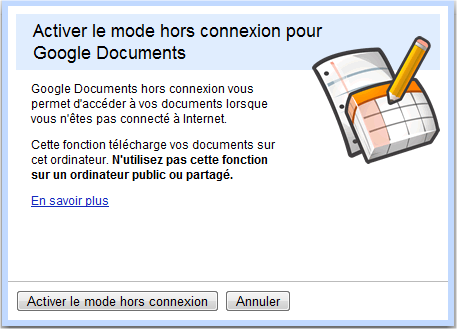 Activer le mode hors connexion pour
Google Documents
Google Documents hors connexion vous
permet d'accéder à vos documents lorsque
vous n'êtes pas connecté à Internet.
Cette fonction télécharge vos documents sur
cet ordinateur. N'utilisez pas cette fonction
sur un ordinateur public ou partagé.
En savoir plus
Activer le mode hors connexion
Annuler